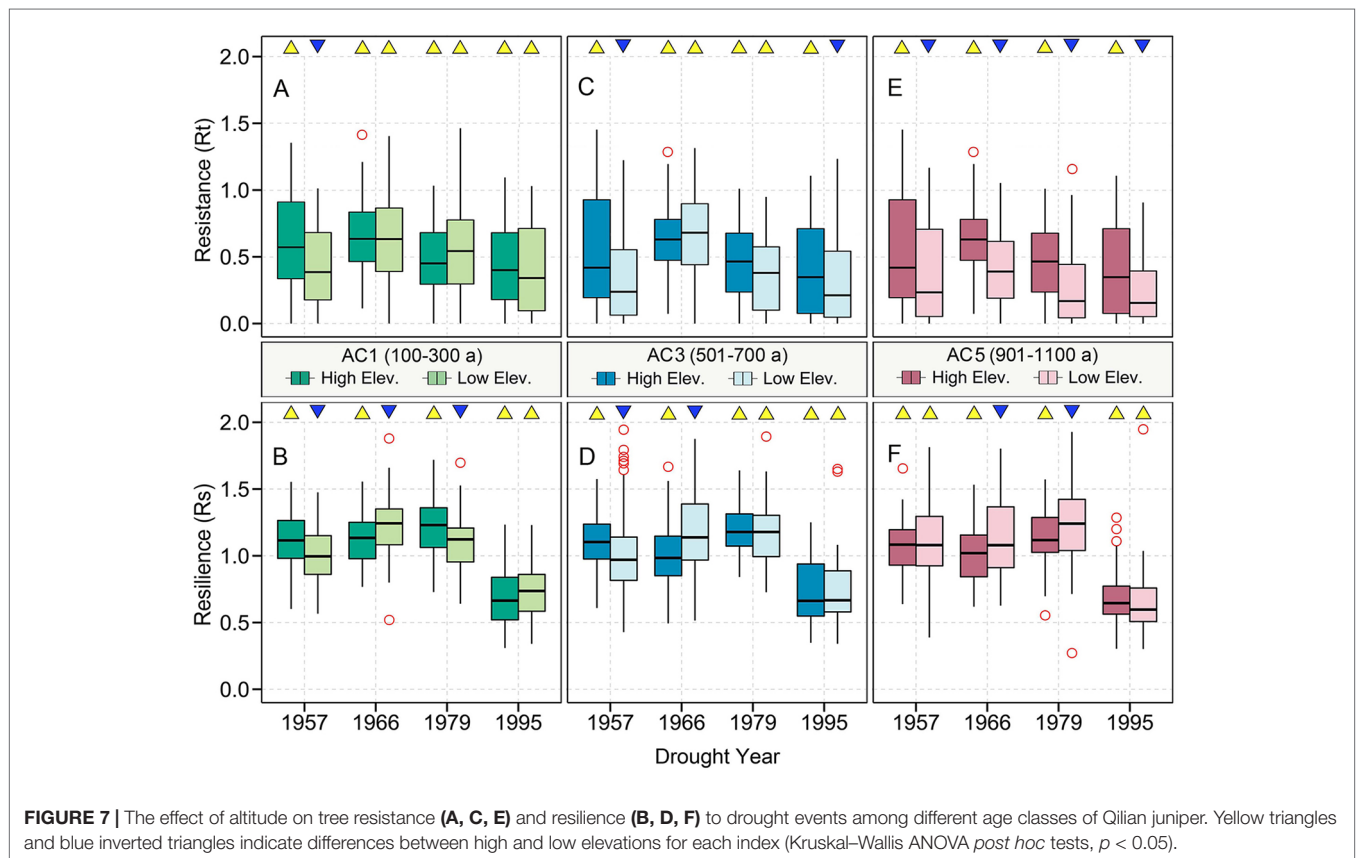 A
C
E
2.0
1.5
1.0
0.5
0.0
Resistance (Rt)
AC1 (100-300 a)
High Elev. Low Elev.
AC3 (501-700 a)
High Elev. Low Elev.
AC5 (901-1100 a)
High Elev. Low Elev.
B
D
F
2.0
1.5
1.0
0.5
0.0
Resilience (Rs)
1957 1966 1979 1995 1957 1966 1979 1995 1957 1966 1979 1995
Drought Year
FIGURE 7 | The effect of altitude on tree resistance (A, C, E) and resilience (B, D, F) to drought events among different age classes of Qilian juniper. Yellow triangles
and blue inverted triangles indicate differences between high and low elevations for each index (Kruskal–Wallis ANOVA post hoc tests, p < 0.05).